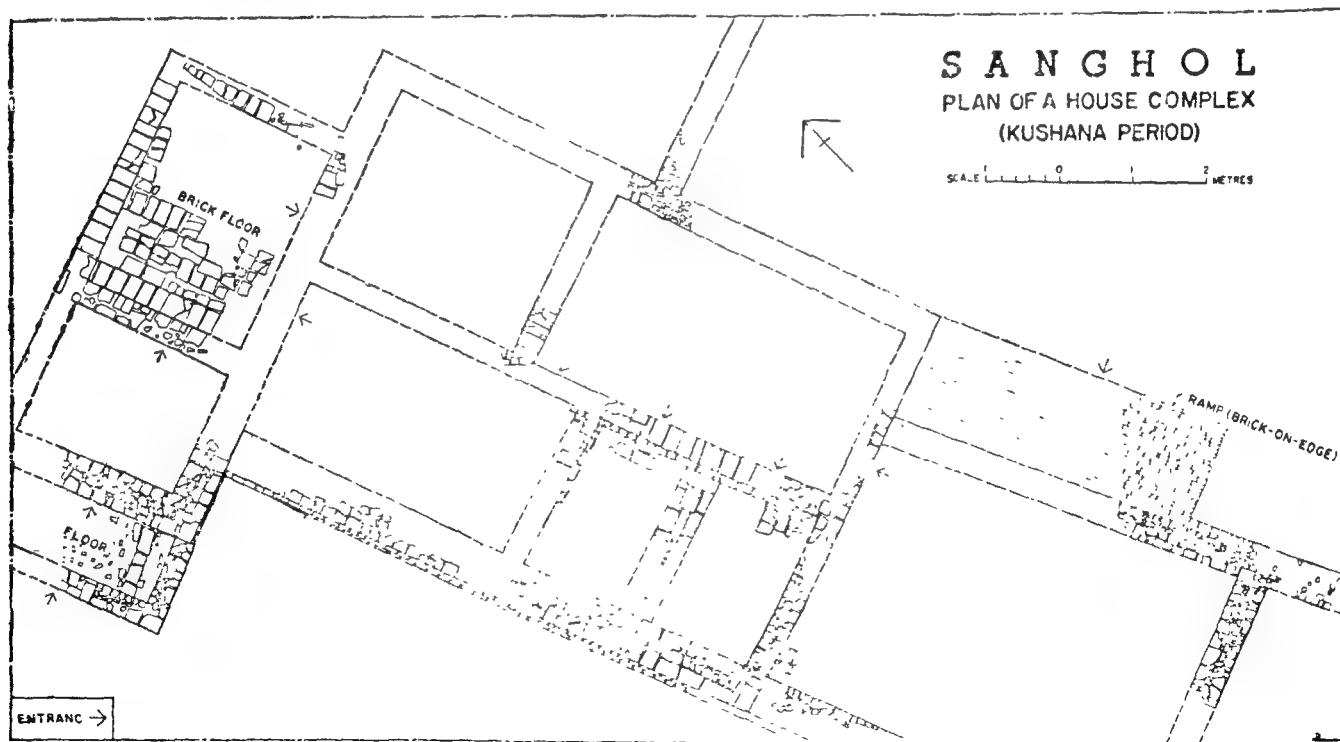 SANGHOL
PLAN OF A HOUSE COMPLEX
(KUSHANA PERIOD)
SCALE 1 0 1 2 METRES
BRICK FLOOR
RAMP (BRICK-ON-EDGE)
FLOOR
ENTRANC